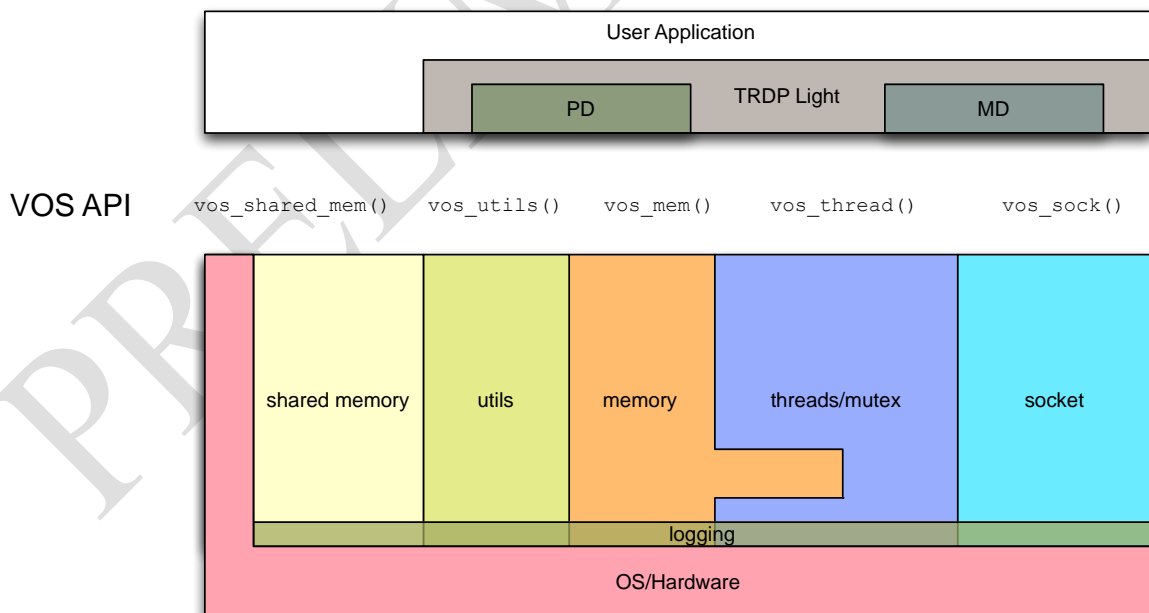 User Application
TRDP Light
PD
MD
VOS API
vos_shared_mem()
vos_utils()
vos_mem()
vos_thread()
vos_sock()
shared memory
utils
memory
threads/mutex
socket
logging
OS/Hardware